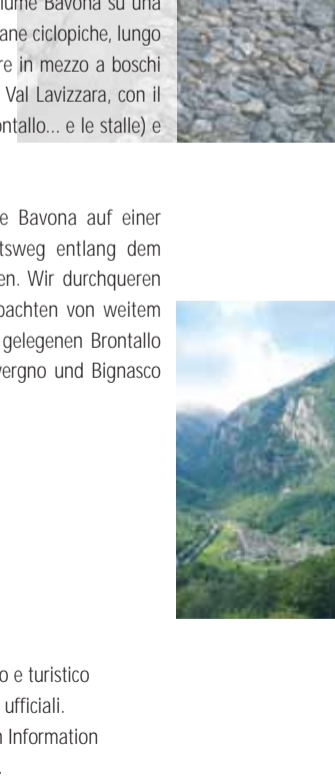 iume Bavona su una
ane ciclopiche, lungo
re in mezzo a boschi
Val Lavizzara, con il
ontallo... e le stalle) e
e Bavona auf einer
tsweg entlang dem
en. Wir durchqueren
bachten von weitem
gelegenen Brontallo
vergno und Bignasco
o e turistico
ufficiali.
n Information